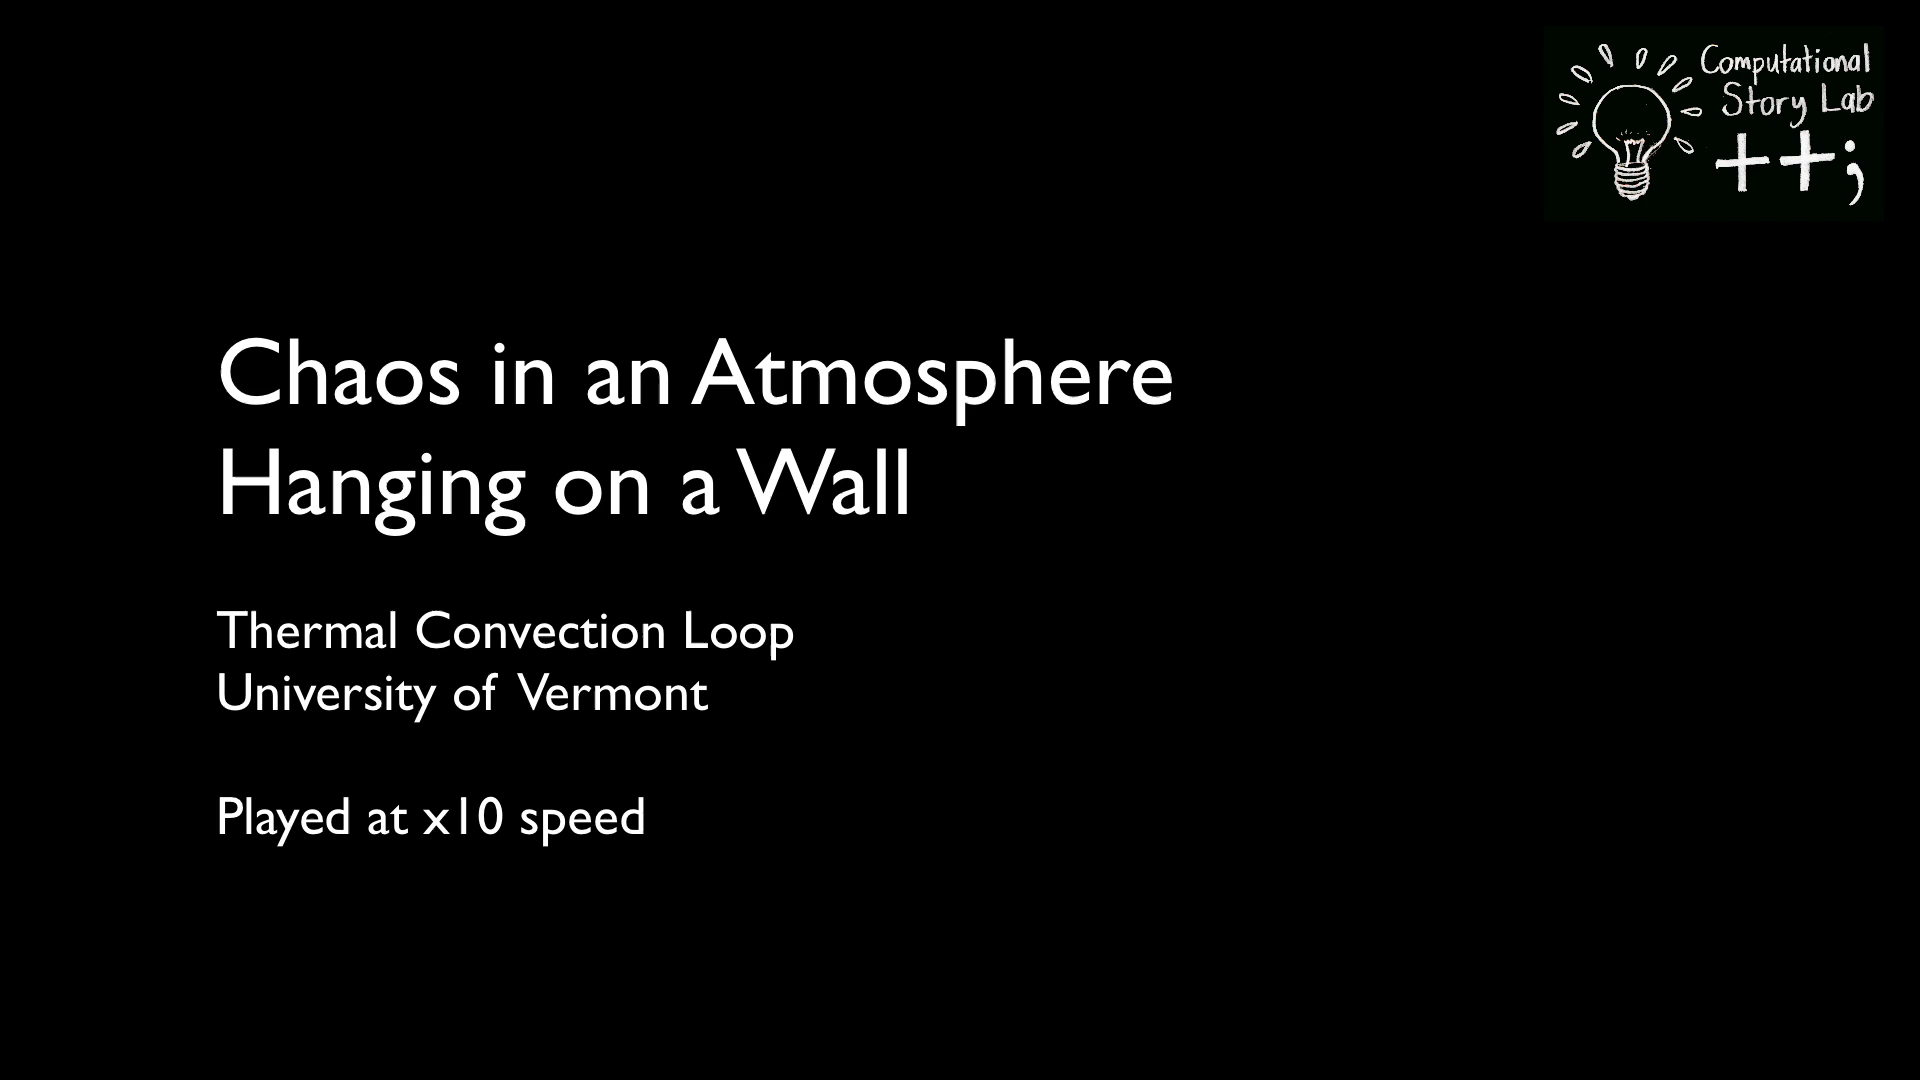 Computational
Story Lab
++;
Chaos in an Atmosphere
Hanging on a Wall
Thermal Convection Loop
University of Vermont
Played at x10 speed